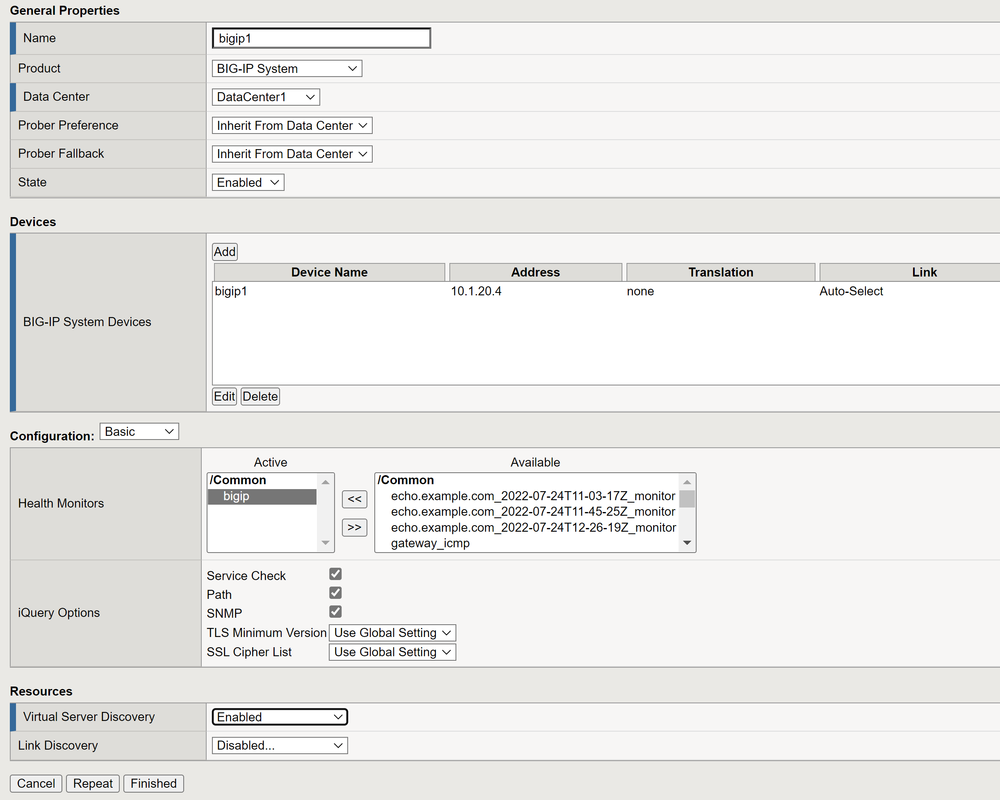 General Properties
Name bigip1
Product BIG-IP System
Data Center DataCenter1
Prober Preference Inherit From Data Center
Prober Fallback Inherit From Data Center
State Enabled
Devices
Add
Device Name Address Translation Link
bigip1 10.1.20.4 none Auto-Select
BIG-IP System Devices
Edit Delete
Configuration: Basic
Active Available
/Common /Common
bigip << echo.example.com_2022-07-24T11-03-17Z_monitor
Health Monitors
echo.example.com_2022-07-24T11-45-25Z_monitor
>> echo.example.com_2022-07-24T12-26-19Z_monitor
gateway_icmp
Service Check
Path
iQuery Options
SNMP
TLS Minimum Version Use Global Setting
SSL Cipher List Use Global Setting
Resources
Virtual Server Discovery Enabled
Link Discovery Disabled...
Cancel Repeat Finished